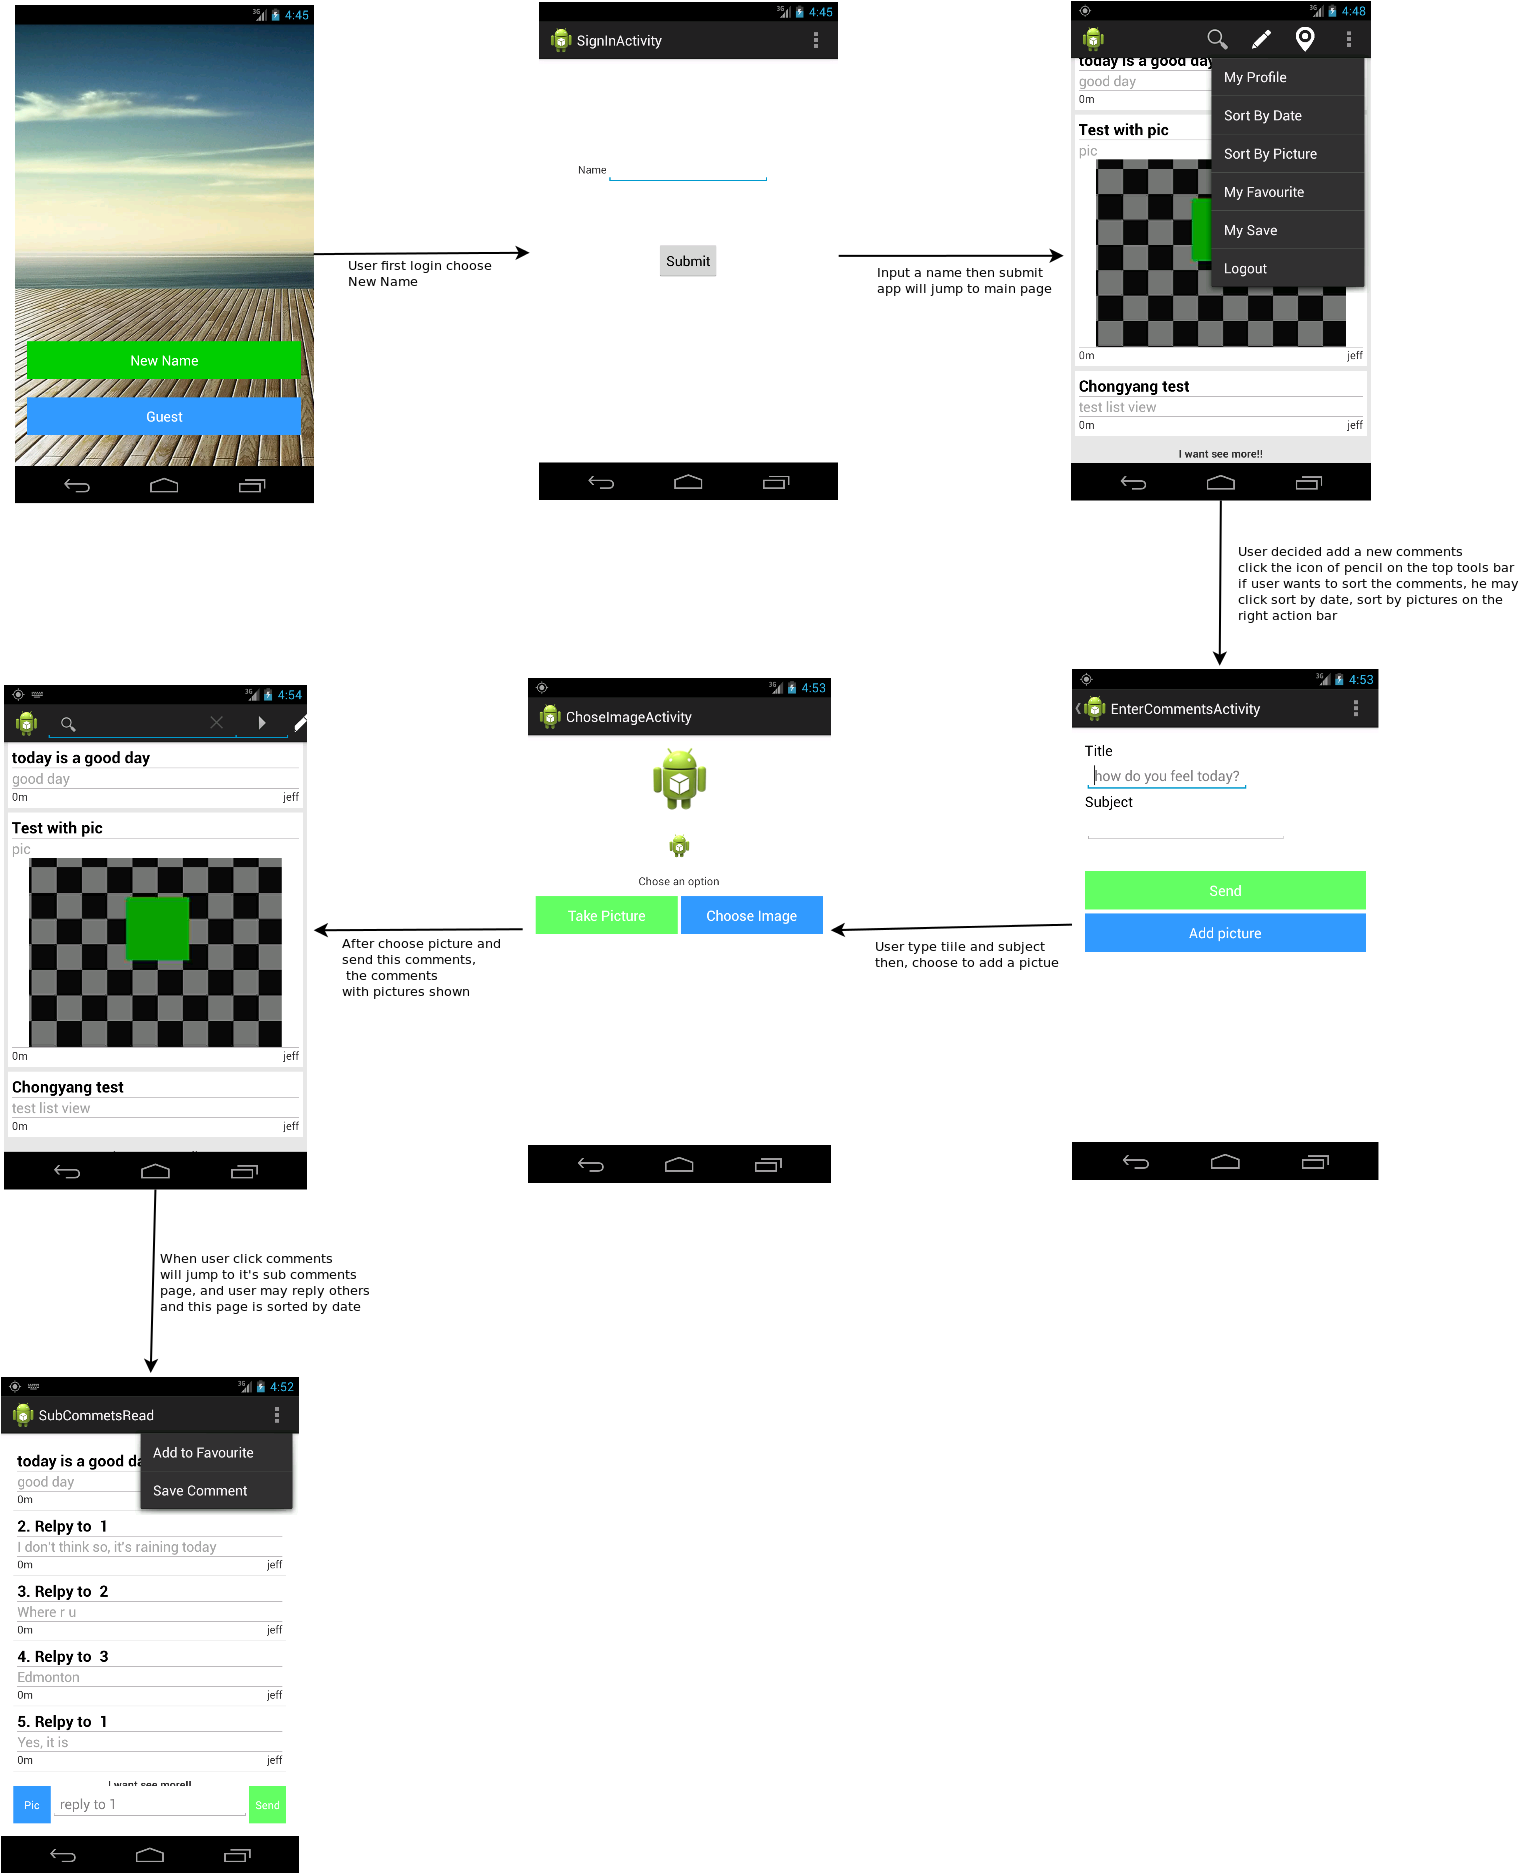 3G 4:45
New Name
Guest
User first login choose
New Name
3G 4:45
SignInActivity
Name
Submit
Input a name then submit
app will jump to main page
3G 4:48
today is a good day
good day
0m
Test with pic
pic
My Profile
Sort By Date
Sort By Picture
My Favourite
My Save
Logout
0m jeff
Chongyang test
test list view
0m jeff
I want see more!!
User decided add a new comments
click the icon of pencil on the top tools bar
if user wants to sort the comments, he may
click sort by date, sort by pictures on the
right action bar
3G 4:53
EnterCommentsActivity
Title
how do you feel today?
Subject
Send
Add picture
User type tiile and subject
then, choose to add a pictue
3G 4:53
ChoseImageActivity
Chose an option
Take Picture Choose Image
After choose picture and
send this comments,
the comments
with pictures shown
3G 4:54
today is a good day
good day
0m jeff
Test with pic
pic
0m jeff
Chongyang test
test list view
0m jeff
When user click comments
will jump to it's sub comments
page, and user may reply others
and this page is sorted by date
3G 4:52
SubCommetsRead
Add to Favourite
Save Comment
today is a good da
good day
0m
2. Relpy to 1
I don't think so, it's raining today
0m jeff
3. Relpy to 2
Where r u
0m jeff
4. Relpy to 3
Edmonton
0m jeff
5. Relpy to 1
Yes, it is
0m jeff
I want see more!!
Pic reply to 1 Send